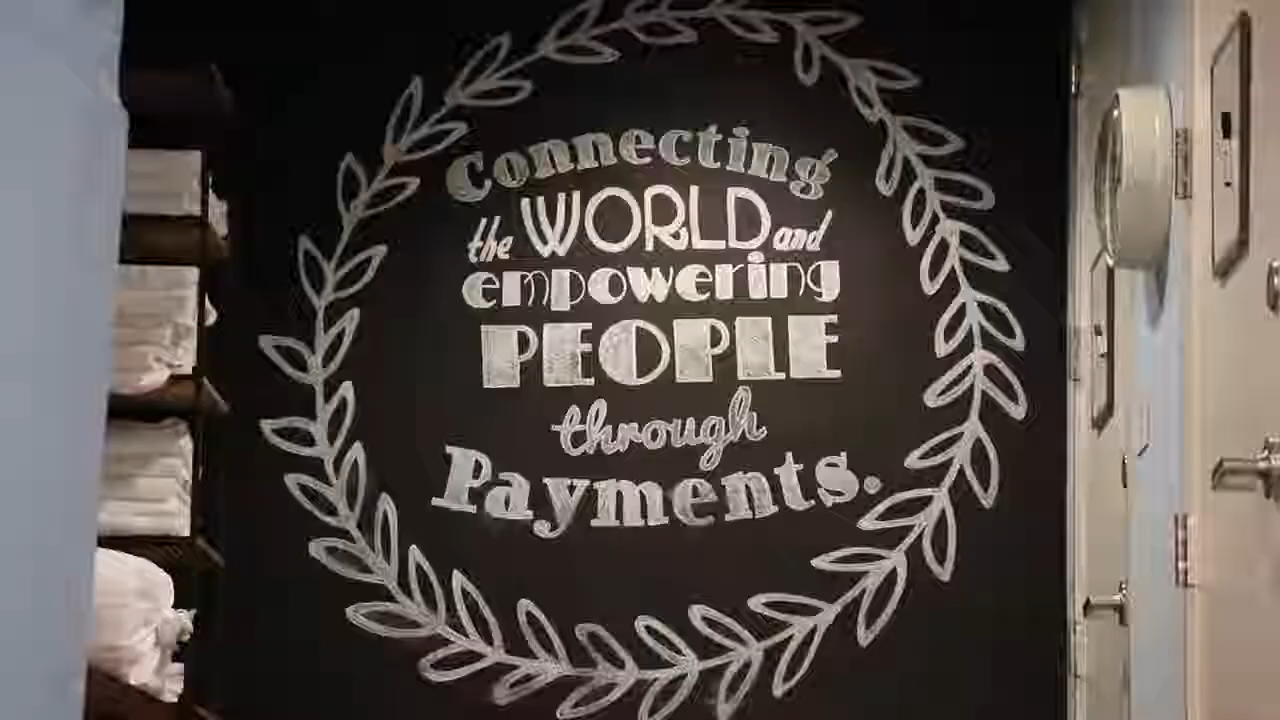 Connecting
the WORLD and
empowering
PEOPLE
through
Payments.